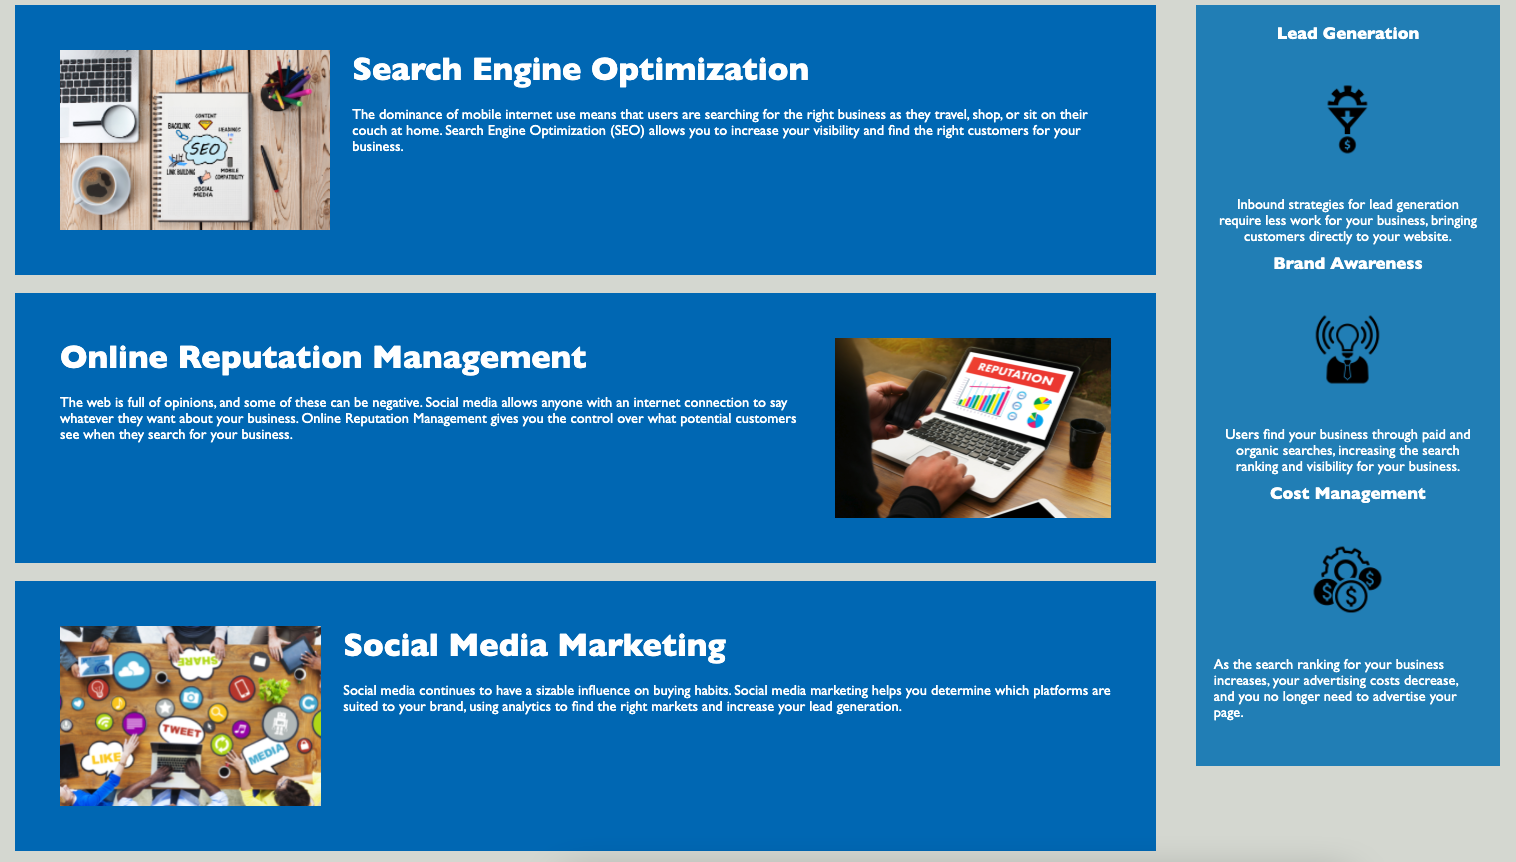 Search Engine Optimization
The dominance of mobile internet use means that users are searching for the right business as they travel, shop, or sit on their
couch at home. Search Engine Optimization (SEO) allows you to increase your visibility and find the right customers for your
business.
CONTENT
BACKLINK
HEADINGS
SEO
LINK BUILDING
MOBILE
COMPATIBILITY
SOCIAL
MEDIA
Online Reputation Management
The web is full of opinions, and some of these can be negative. Social media allows anyone with an internet connection to say
whatever they want about your business. Online Reputation Management gives you the control over what potential customers
see when they search for your business.
REPUTATION
Social Media Marketing
Social media continues to have a sizable influence on buying habits. Social media marketing helps you determine which platforms are
suited to your brand, using analytics to find the right markets and increase your lead generation.
SHARE
TWEET
LIKE
MEDIA
Lead Generation
$
Inbound strategies for lead generation
require less work for your business, bringing
customers directly to your website.
Brand Awareness
Users find your business through paid and
organic searches, increasing the search
ranking and visibility for your business.
Cost Management
$ $ $
As the search ranking for your business
increases, your advertising costs decrease,
and you no longer need to advertise your
page.